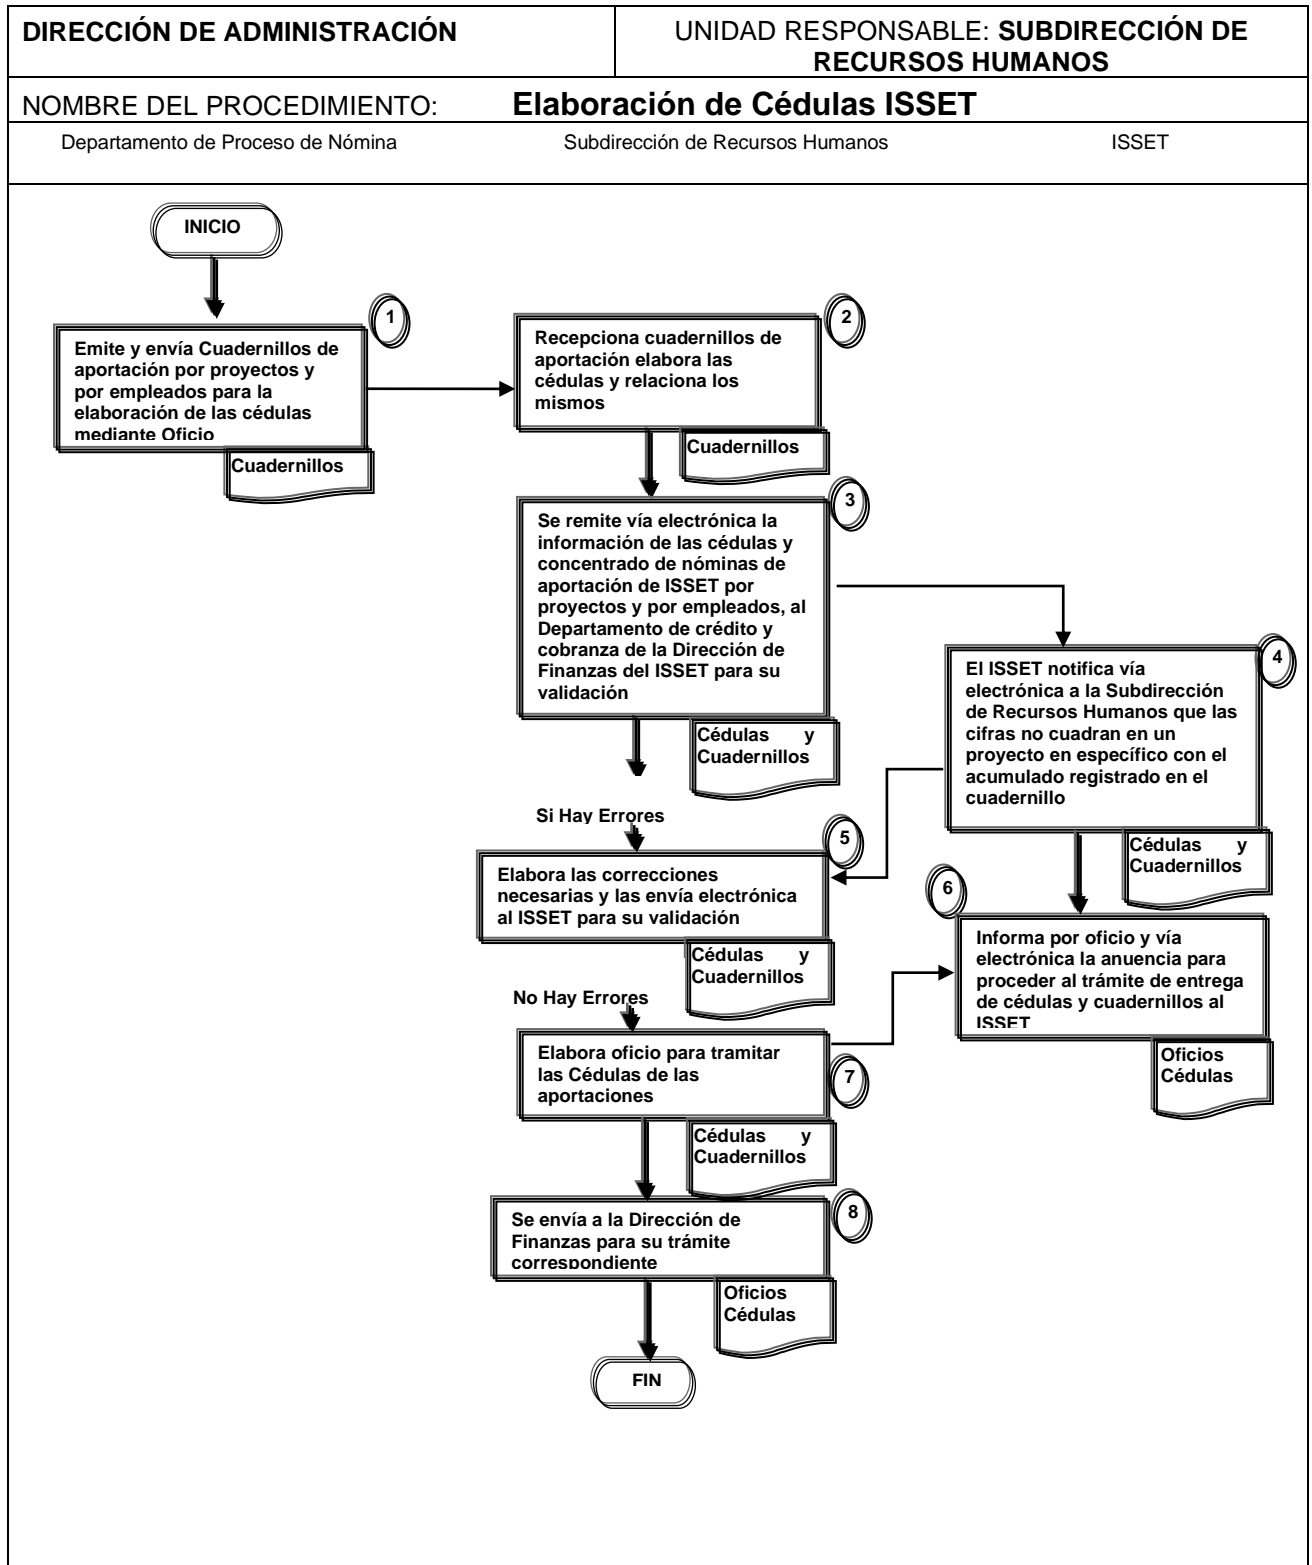 DIRECCIÓN DE ADMINISTRACIÓN
UNIDAD RESPONSABLE: SUBDIRECCIÓN DE
RECURSOS HUMANOS
NOMBRE DEL PROCEDIMIENTO: Elaboración de Cédulas ISSET
Departamento de Proceso de Nómina
Subdirección de Recursos Humanos
ISSET
INICIO
1
Emite y envía Cuadernillos de
aportación por proyectos y
por empleados para la
elaboración de las cédulas
mediante Oficio
Cuadernillos
2
Recepciona cuadernillos de
aportación elabora las
cédulas y relaciona los
mismos
Cuadernillos
3
Se remite vía electrónica la
información de las cédulas y
concentrado de nóminas de
aportación de ISSET por
proyectos y por empleados, al
Departamento de crédito y
cobranza de la Dirección de
Finanzas del ISSET para su
validación
Cédulas y
Cuadernillos
4
El ISSET notifica vía
electrónica a la Subdirección
de Recursos Humanos que las
cifras no cuadran en un
proyecto en específico con el
acumulado registrado en el
cuadernillo
Cédulas y
Cuadernillos
Si Hay Errores
5
Elabora las correcciones
necesarias y las envía electrónica
al ISSET para su validación
Cédulas y
Cuadernillos
6
Informa por oficio y vía
electrónica la anuencia para
proceder al trámite de entrega
de cédulas y cuadernillos al
ISSET
Oficios
Cédulas
No Hay Errores
Elabora oficio para tramitar
las Cédulas de las
aportaciones
7
Cédulas y
Cuadernillos
8
Se envía a la Dirección de
Finanzas para su trámite
correspondiente
Oficios
Cédulas
FIN